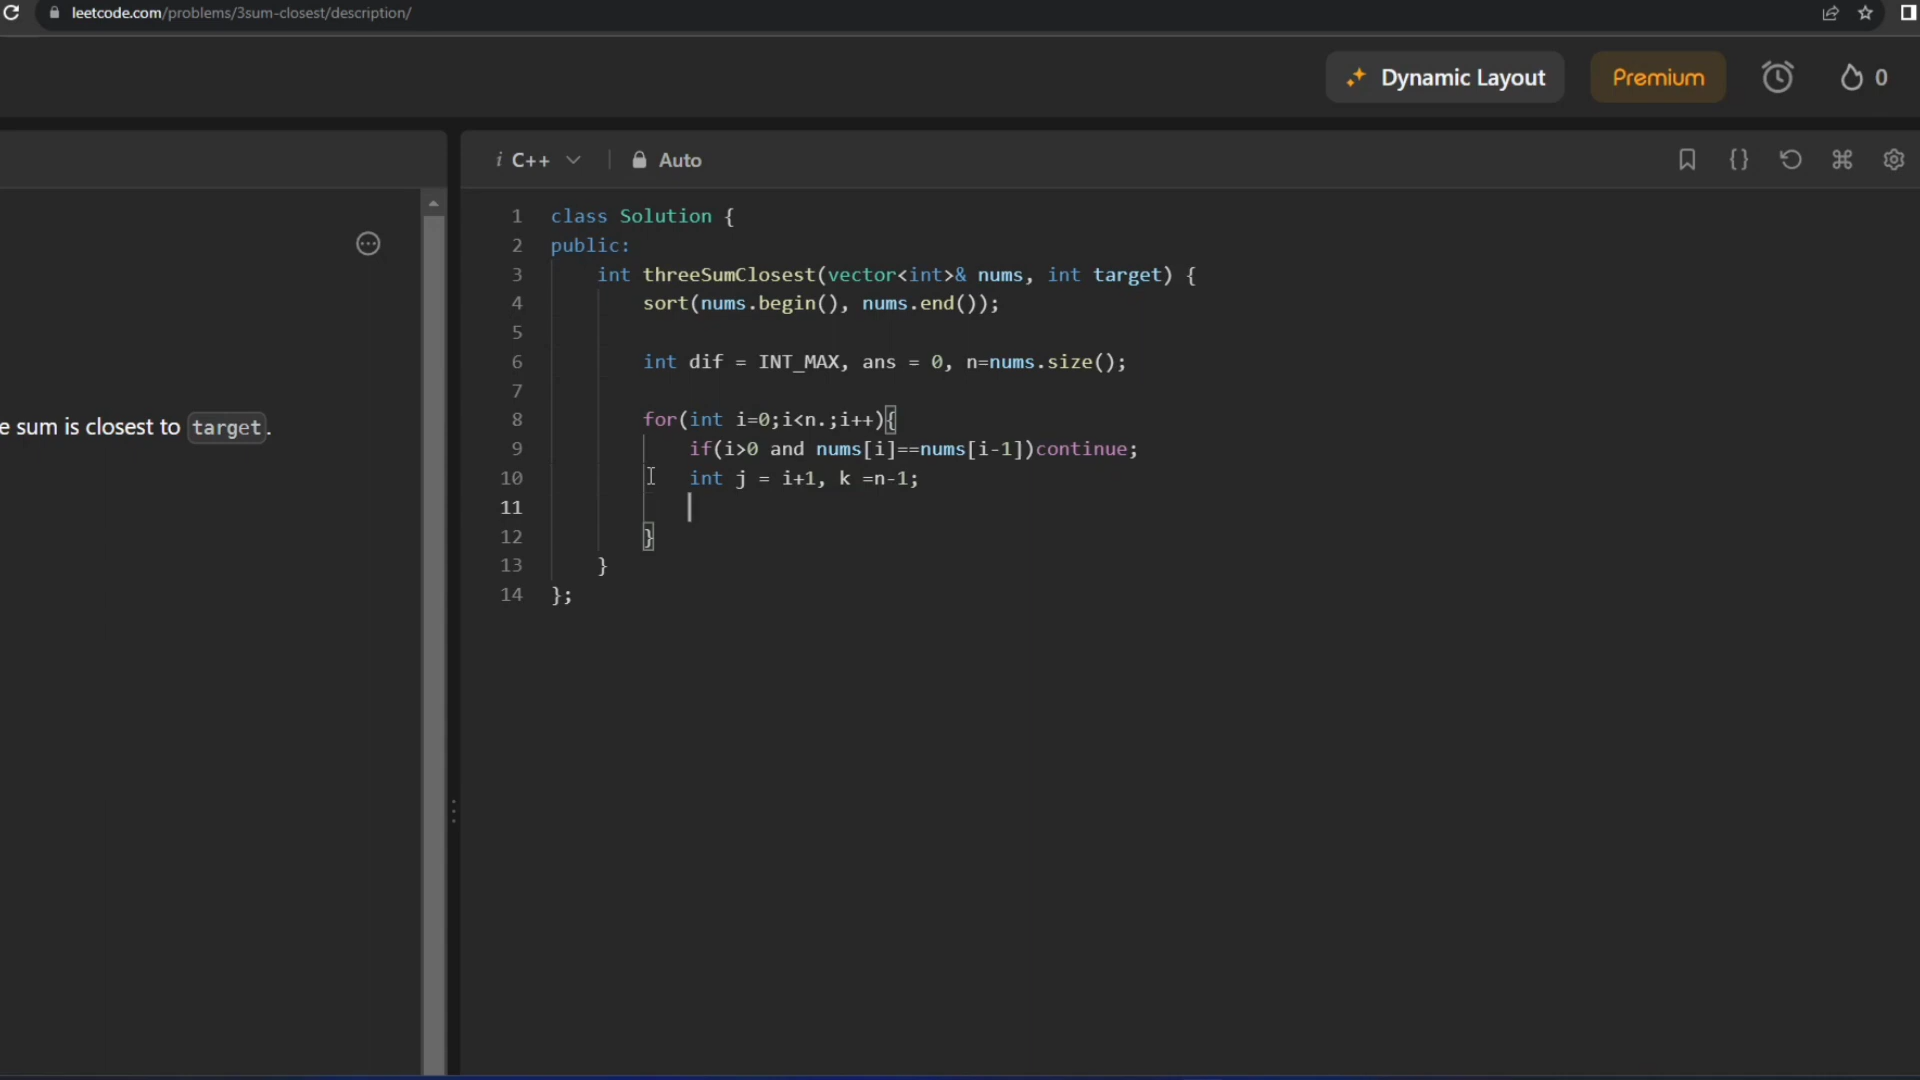 leetcode.com/problems/3sum-closest/description/
Dynamic Layout
Premium
0
i C++
Auto
e sum is closest to target.
1 class Solution {
2 public:
3     int threeSumClosest(vector<int>& nums, int target) {
4         sort(nums.begin(), nums.end());
5
6         int dif = INT_MAX, ans = 0, n=nums.size();
7
8         for(int i=0;i<n.;i++){
9             if(i>0 and nums[i]==nums[i-1])continue;
10             int j = i+1, k =n-1;
11
12         }
13     }
14 };